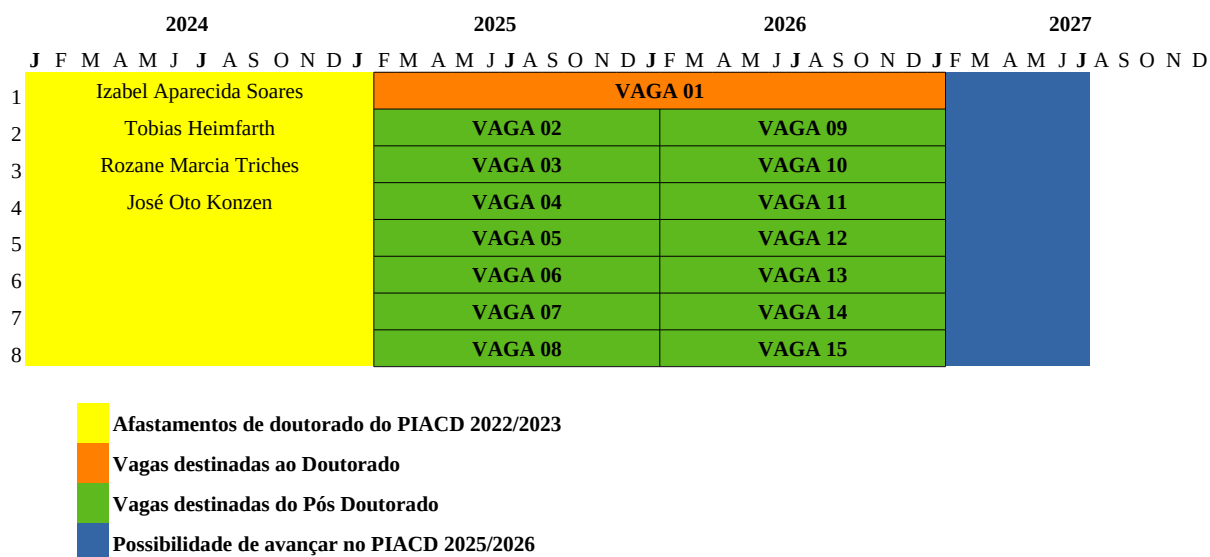 2024 2025 2026 2027
J F M A M J J A S O N D J F M A M J J A S O N D J F M A M J J A S O N D J F M A M J J A S O N D
1 Izabel Aparecida Soares VAGA 01
2 Tobias Heimfarth VAGA 02 VAGA 09
3 Rozane Marcia Triches VAGA 03 VAGA 10
4 José Oto Konzen VAGA 04 VAGA 11
5 VAGA 05 VAGA 12
6 VAGA 06 VAGA 13
7 VAGA 07 VAGA 14
8 VAGA 08 VAGA 15
Afastamentos de doutorado do PIACD 2022/2023
Vagas destinadas ao Doutorado
Vagas destinadas do Pós Doutorado
Possibilidade de avançar no PIACD 2025/2026